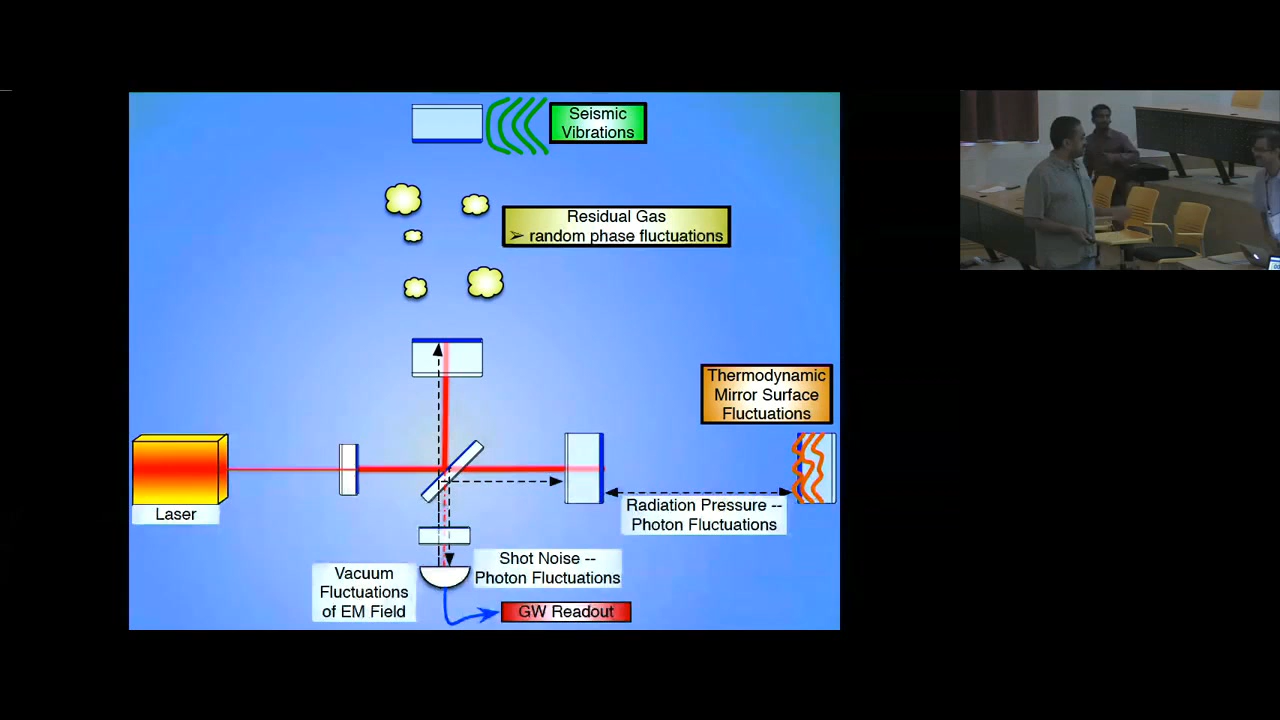 Seismic
Vibrations
Residual Gas
➢ random phase fluctuations
Thermodynamic
Mirror Surface
Fluctuations
Laser
Radiation Pressure --
Photon Fluctuations
Shot Noise --
Photon Fluctuations
Vacuum
Fluctuations
of EM Field
GW Readout